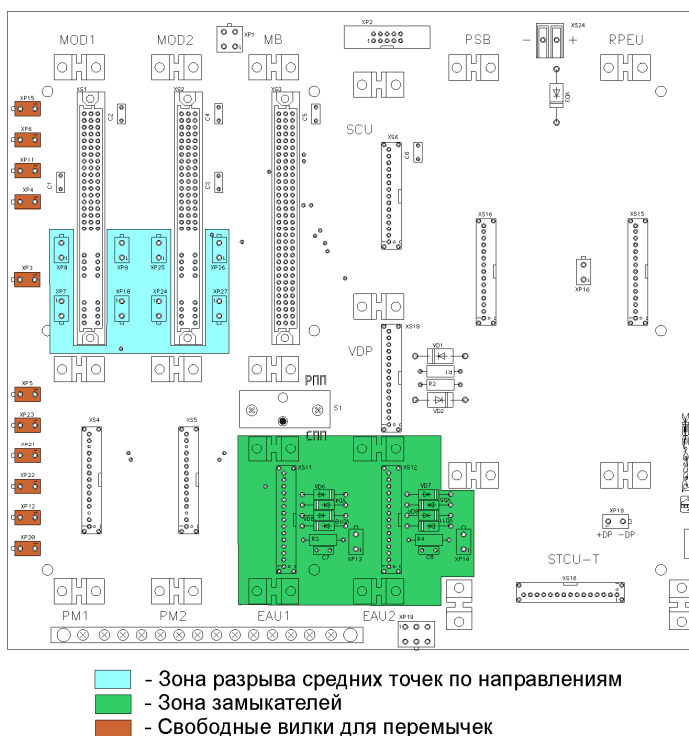 XP1
XP2
XS24
MOD1
MOD2
MB
PSB
-
+
RPEU
XP15
XS1
XS2
XS3
VD3
C2
C4
C5
XP6
SCU
XS6
XP11
C6
C1
C3
XP4
XS16
XS15
XP8
XP9
XP25
XP26
XP3
XP16
XP7
XP10
XP24
XP27
XS19
VDP
VD1
R1
R2
РПП
XP5
S1
VD2
XP23
XS4
XS5
СПП
XP21
XS11
XS12
XP22
VD6
VD7
XP12
XP18
R3
R4
+DP
-DP
XP20
C7
XP13
C8
XP14
STCU-T
XS18
PM1
PM2
EAU1
EAU2
XP19
- Зона разрыва средних точек по направлениям
- Зона замыкателей
- Свободные вилки для перемычек